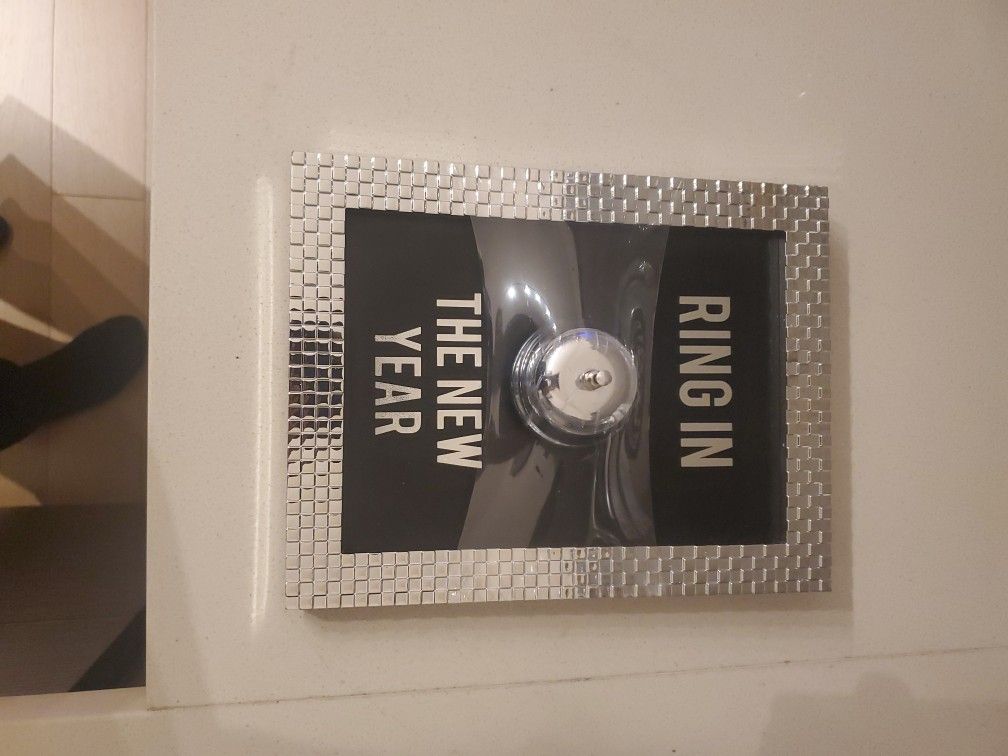 RING IN
THE NEW
YEAR